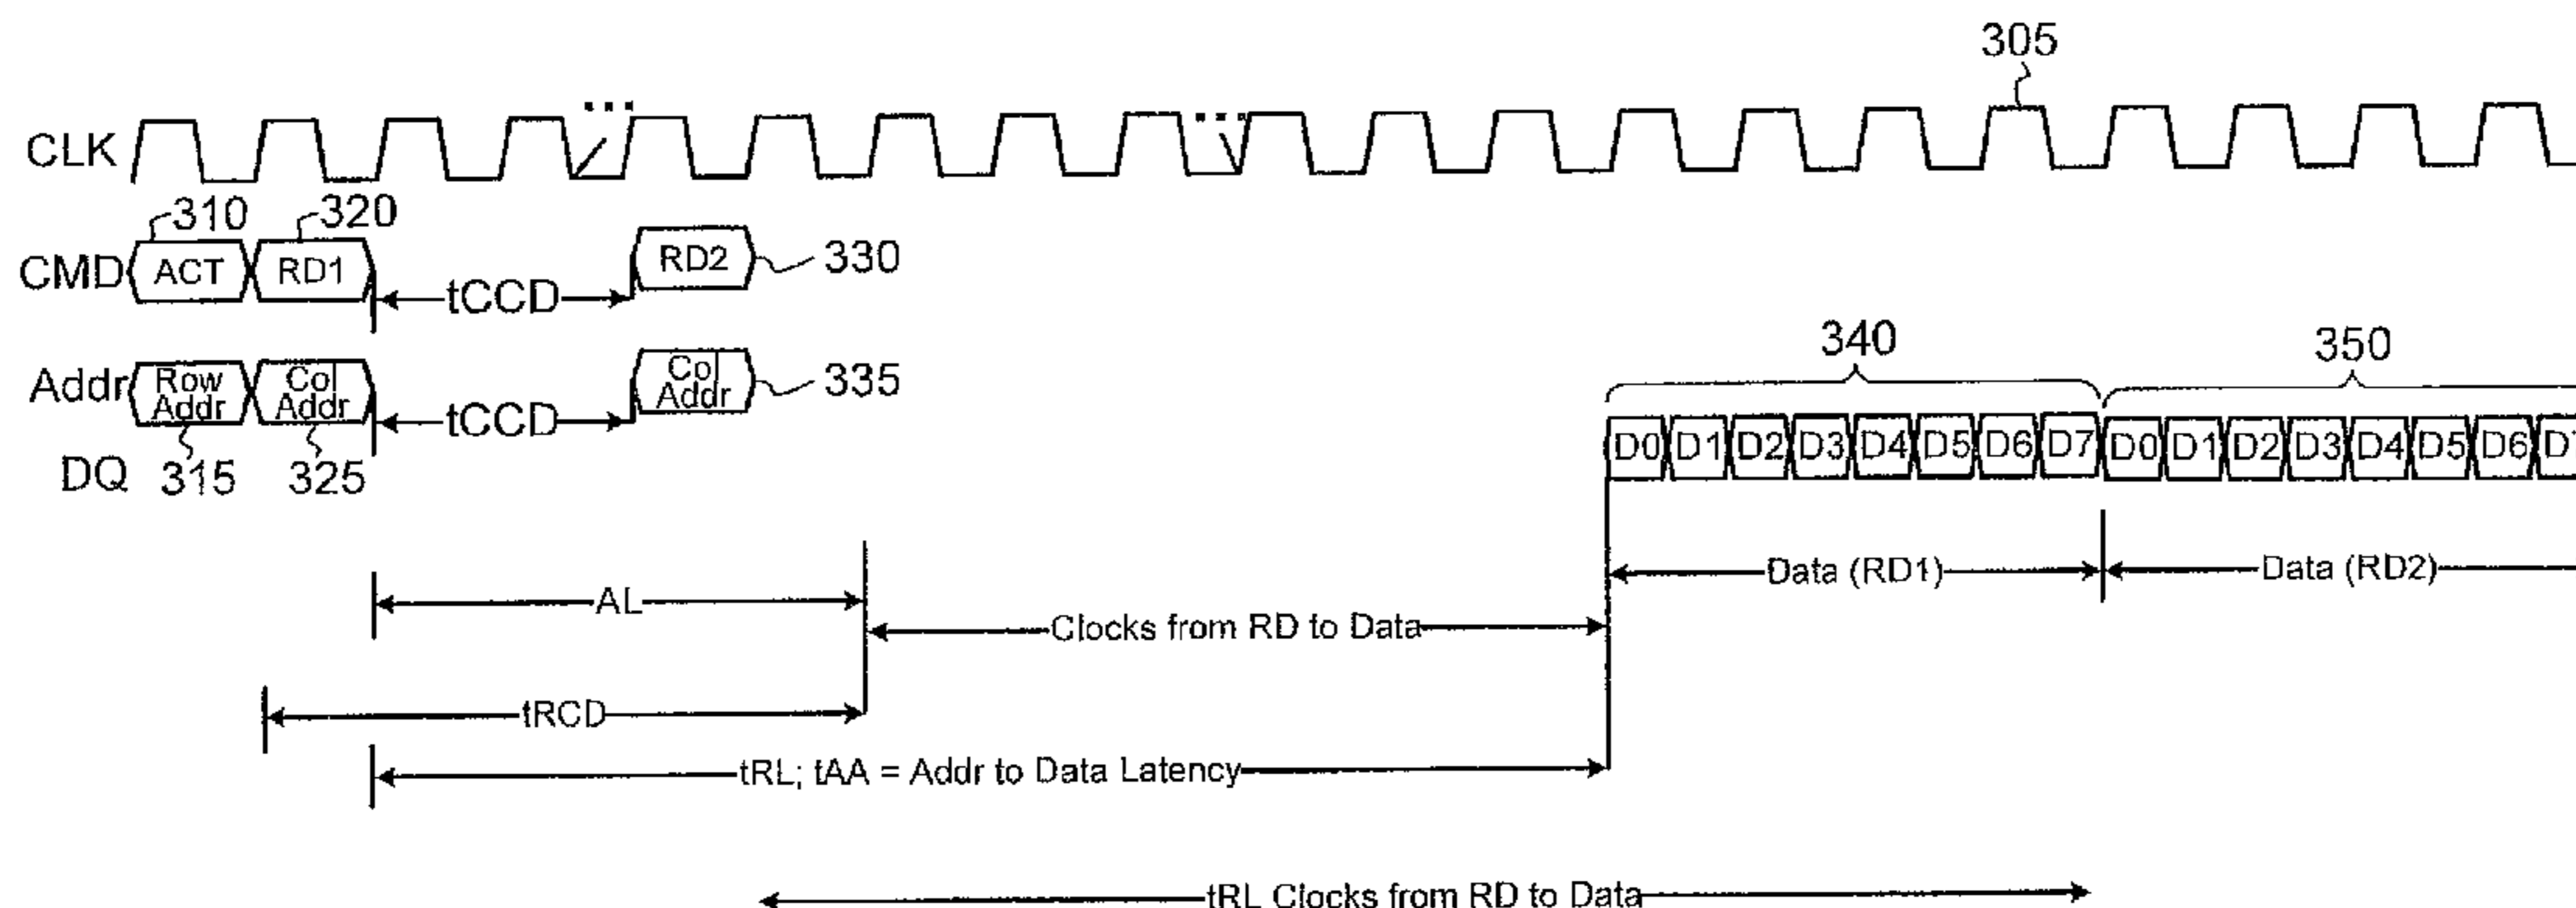 305
CLK ... ...
310 320
CMD ACT RD1 tCCD RD2 330
Addr Row Addr Col Addr tCCD Col Addr 335
340 350
DQ 315 325 D0 D1 D2 D3 D4 D5 D6 D7 D0 D1 D2 D3 D4 D5 D6
Data (RD1) Data (RD2)
AL
Clocks from RD to Data
tRCD
tRL; tAA = Addr to Data Latency
tRL Clocks from RD to Data